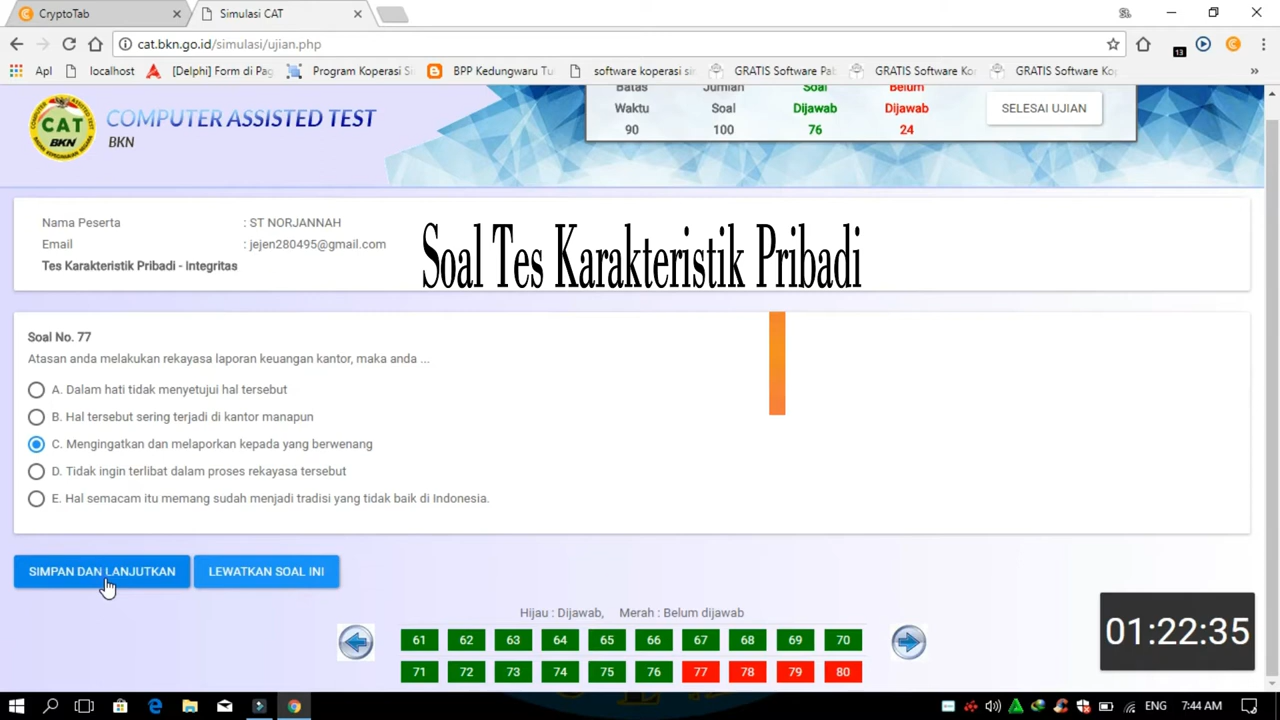 CryptoTab
Simulasi CAT
cat.bkn.go.id/simulasi/ujian.php
13
Apl
localhost
[Delphi] Form di Pag
Program Koperasi S
BPP Kedungwaru Tu
software koperasi sir
GRATIS Software Pab
GRATIS Software Kop
GRATIS Software Kop
»
CAT
BKN
COMPUTER ASSISTED TEST
BKN
Batas Jumlah Soal Belum
Waktu Soal Dijawab Dijawab
90 100 76 24
SELESAI UJIAN
Nama Peserta : ST NORJANNAH
Email : jejen280495@gmail.com
Tes Karakteristik Pribadi - Integritas
Soal Tes Karakteristik Pribadi
Soal No. 77
Atasan anda melakukan rekayasa laporan keuangan kantor, maka anda ...
A. Dalam hati tidak menyetujui hal tersebut
B. Hal tersebut sering terjadi di kantor manapun
C. Mengingatkan dan melaporkan kepada yang berwenang
D. Tidak ingin terlibat dalam proses rekayasa tersebut
E. Hal semacam itu memang sudah menjadi tradisi yang tidak baik di Indonesia.
SIMPAN DAN LANJUTKAN
LEWATKAN SOAL INI
Hijau : Dijawab, Merah : Belum dijawab
61 62 63 64 65 66 67 68 69 70
71 72 73 74 75 76 77 78 79 80
01:22:35
ENG 7:44 AM